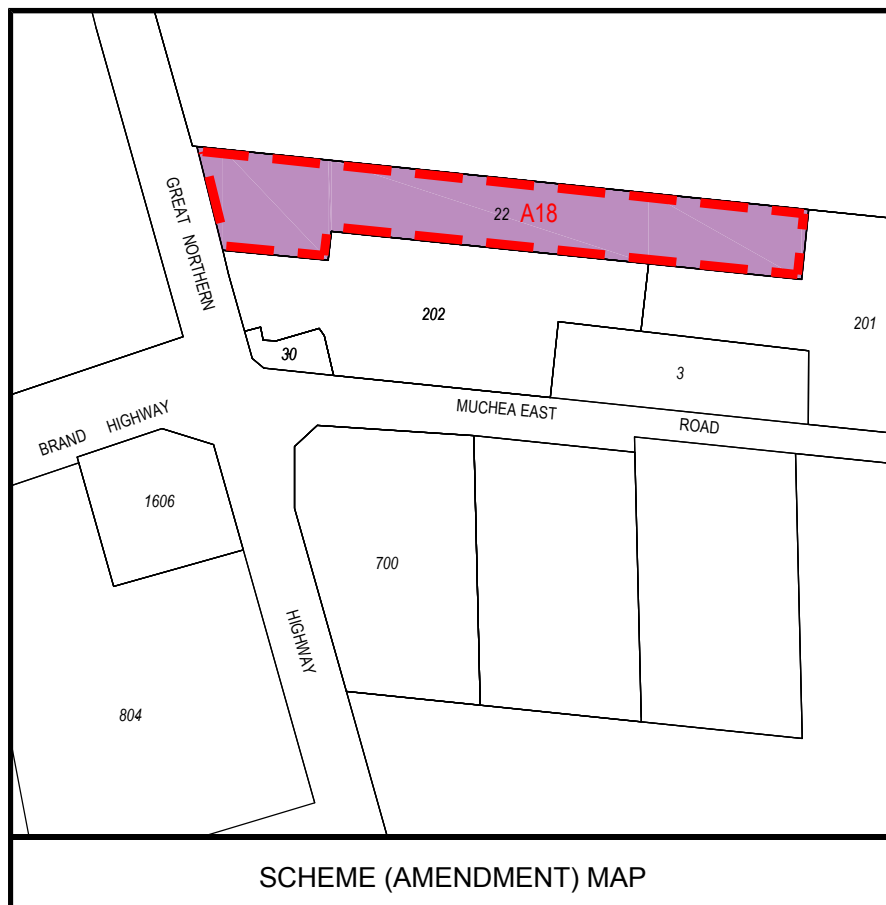 GREAT NORTHERN
22 A18
202
201
30
3
MUCHEA EAST ROAD
BRAND HIGHWAY
1606
700
HIGHWAY
804
SCHEME (AMENDMENT) MAP